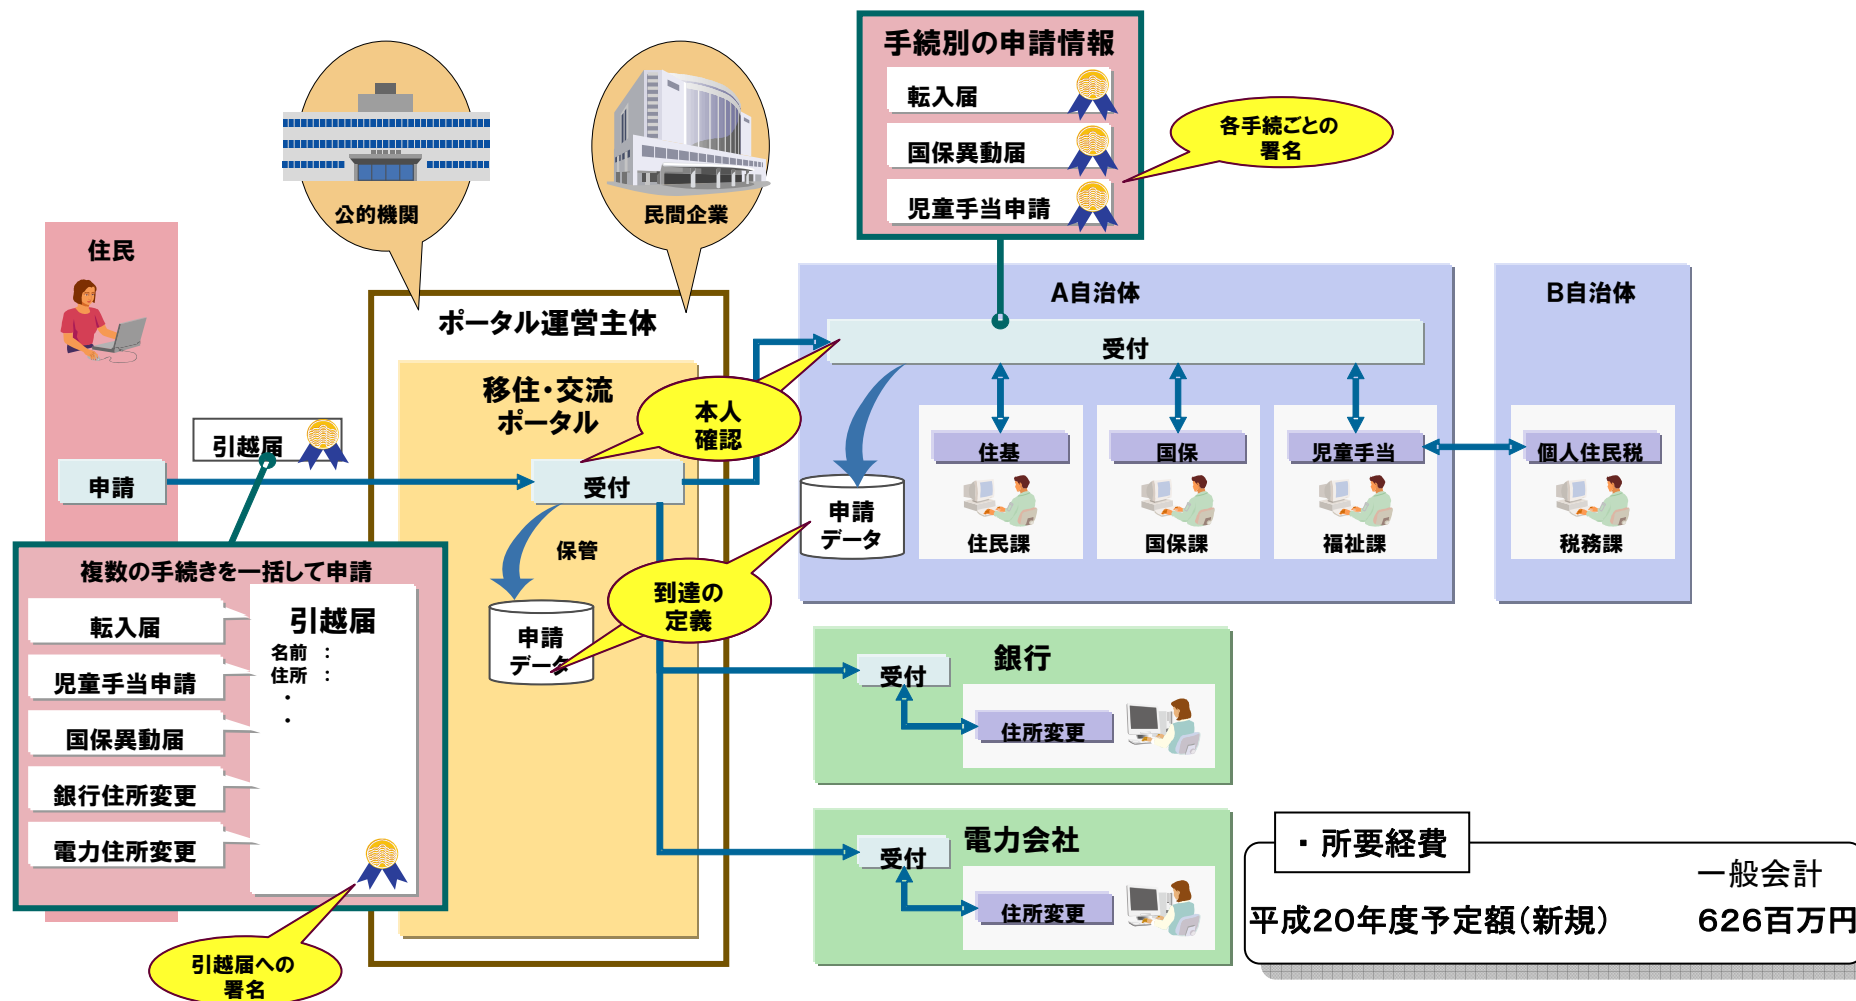 手続別の申請情報
転入届
国保異動届
児童手当申請
各手続ごとの
署名
公的機関
民間企業
住民
ポータル運営主体
移住・交流
ポータル
本人
確認
引越届
申請
受付
保管
申請
データ
到達の
定義
A自治体
受付
住基
住民課
国保
国保課
児童手当
福祉課
申請
データ
B自治体
個人住民税
税務課
複数の手続きを一括して申請
転入届
児童手当申請
国保異動届
銀行住所変更
電力住所変更
引越届
名前 ：
住所 ：
・
・
引越届への
署名
銀行
受付
住所変更
電力会社
受付
住所変更
・所要経費
一般会計
平成20年度予定額（新規） 626百万円